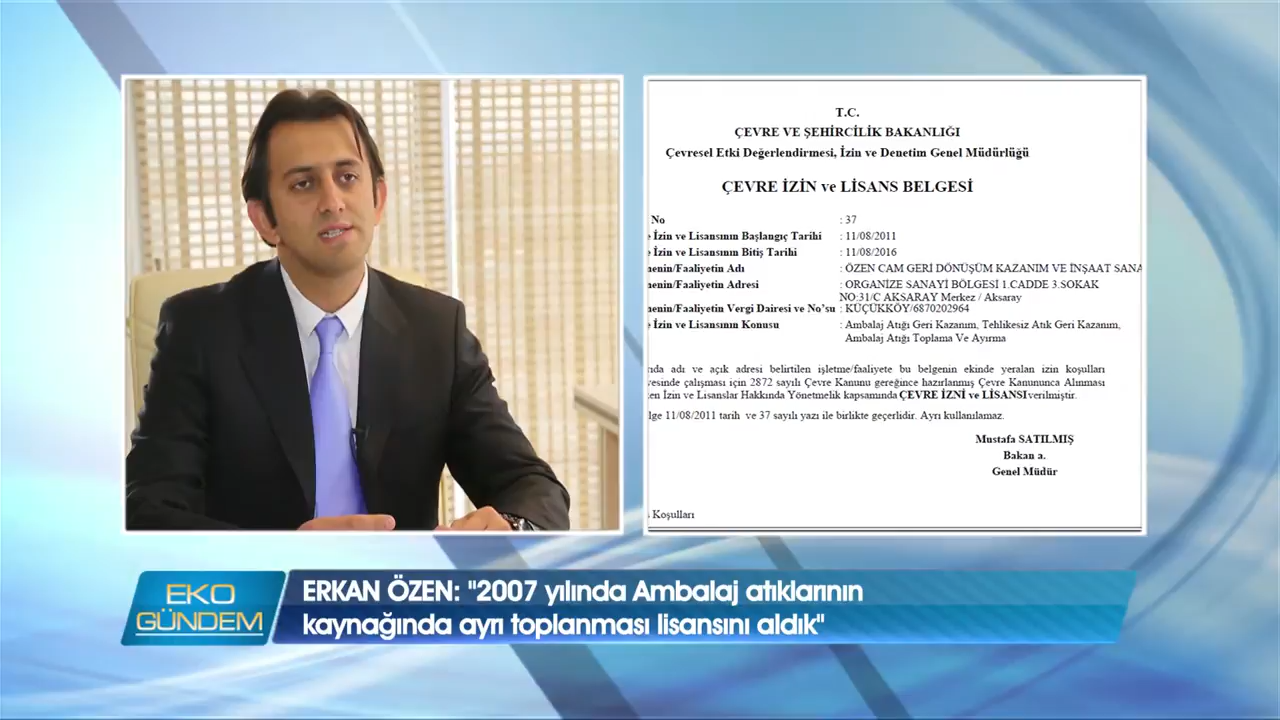 T.C.
ÇEVRE VE ŞEHİRCİLİK BAKANLIĞI
Çevresel Etki Değerlendirmesi, İzin ve Denetim Genel Müdürlüğü
ÇEVRE İZİN ve LİSANS BELGESİ
No : 37
e İzin ve Lisansının Başlangıç Tarihi : 11/08/2011
e İzin ve Lisansının Bitiş Tarihi : 11/08/2016
menin/Faaliyetin Adı : ÖZEN CAM GERİ DÖNÜŞÜM KAZANIM VE İNŞAAT SANA
menin/Faaliyetin Adresi : ORGANİZE SANAYİ BÖLGESİ 1.CADDE 3.SOKAK
NO:31/C AKSARAY Merkez / Aksaray
menin/Faaliyetin Vergi Dairesi ve No'su : KÜÇÜKKÖY/6870202964
e İzin ve Lisansının Konusu : Ambalaj Atığı Geri Kazanım, Tehlikesiz Atık Geri Kazanım,
Ambalaj Atığı Toplama Ve Ayırma
rıda adı ve açık adresi belirtilen işletme/faaliyete bu belgenin ekinde yeralan izin koşulları
vesinde çalışması için 2872 sayılı Çevre Kanunu gereğince hazırlanmış Çevre Kanununca Alınması
ken İzin ve Lisanslar Hakkında Yönetmelik kapsamında ÇEVRE İZNİ ve LİSANSI verilmiştir.
lge 11/08/2011 tarih ve 37 sayılı yazı ile birlikte geçerlidir. Ayrı kullanılamaz.
Mustafa SATILMIŞ
Bakan a.
Genel Müdür
s Koşulları
EKO
GÜNDEM
ERKAN ÖZEN: "2007 yılında Ambalaj atıklarının
kaynağında ayrı toplanması lisansını aldık"